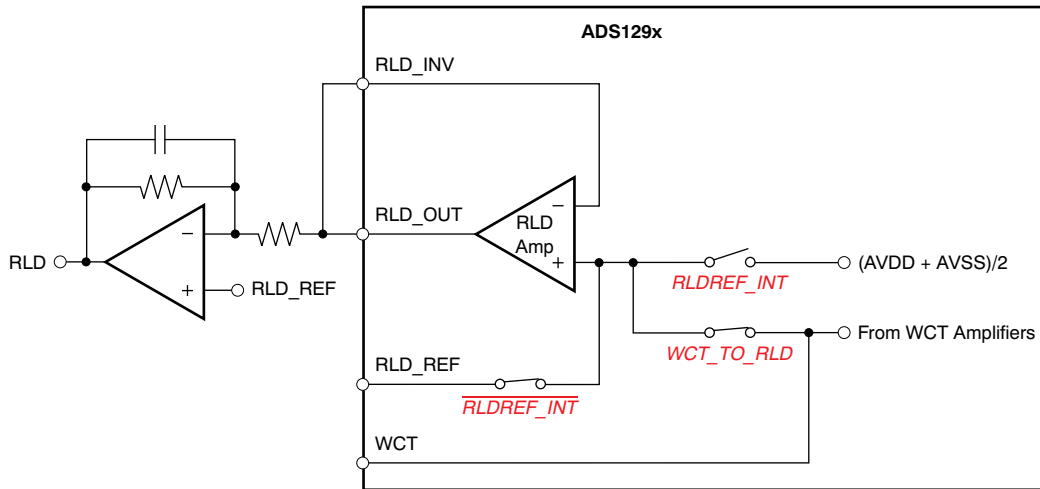 ADS129x
RLD_INV
RLD_OUT
RLD
Amp
−
+
(AVDD + AVSS)/2
RLDREF_INT
RLD
−
+
RLD_REF
From WCT Amplifiers
WCT_TO_RLD
RLD_REF
RLDREF_INT
WCT